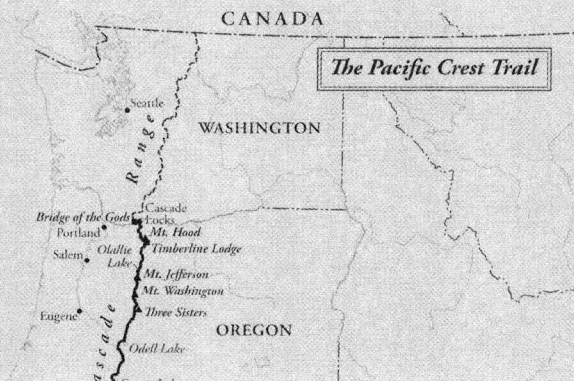 CANADA
The Pacific Crest Trail
Seattle
WASHINGTON
Range
Cascade
Locks
Bridge of the Gods
Portland
Mt. Hood
Timberline Lodge
Olallie
Lake
Salem
Mt. Jefferson
Mt. Washington
Three Sisters
Eugene
OREGON
ascade
Odell Lake